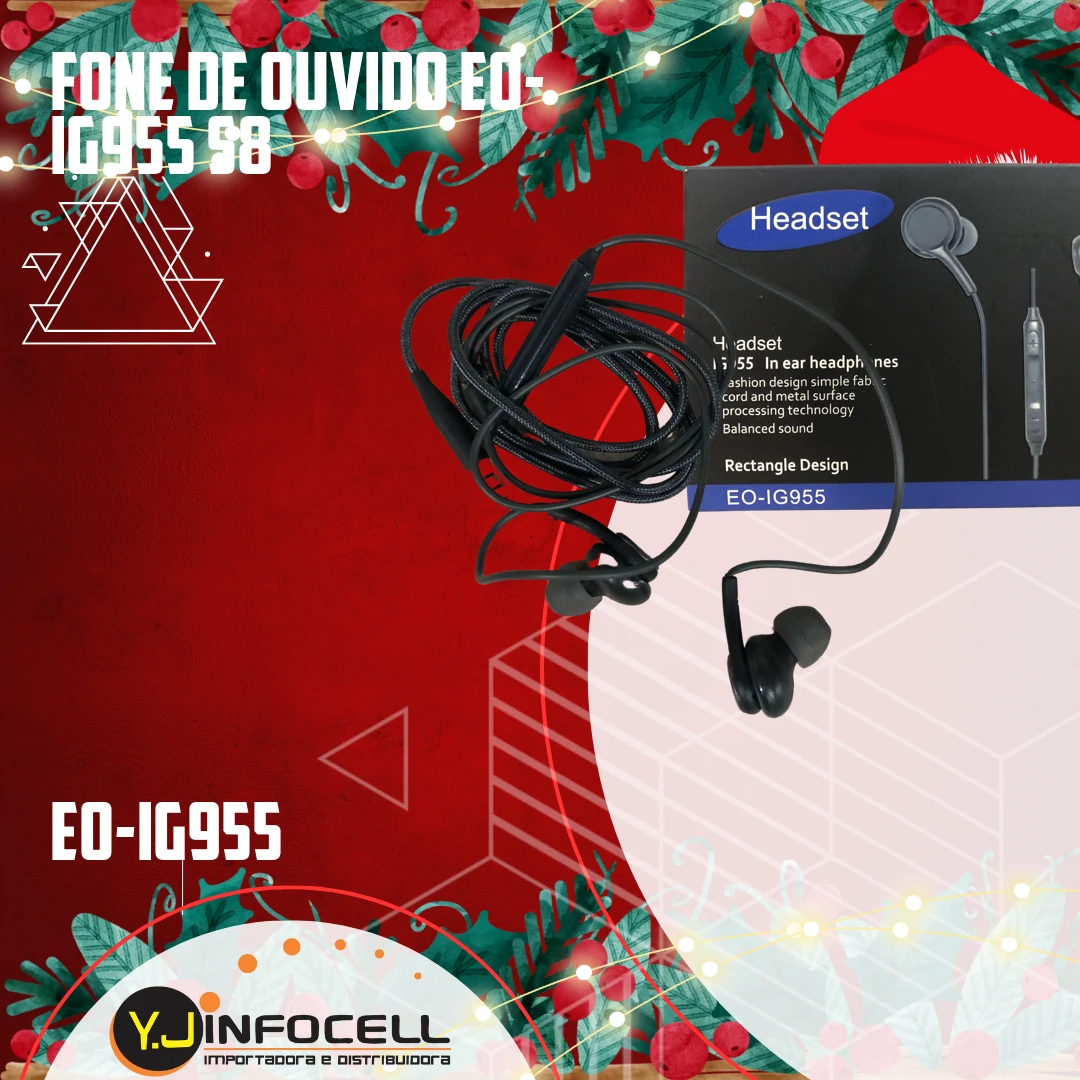 FONE DE OUVIDO EO-
IG955 S8
Headset
Headset
IG955 In ear headphones
Fashion design simple fabric
cord and metal surface
processing technology
Balanced sound
Rectangle Design
EO-IG955
EO-IG955
Y.J INFOCELL
IMPORTADORA E DISTRIBUIDORA